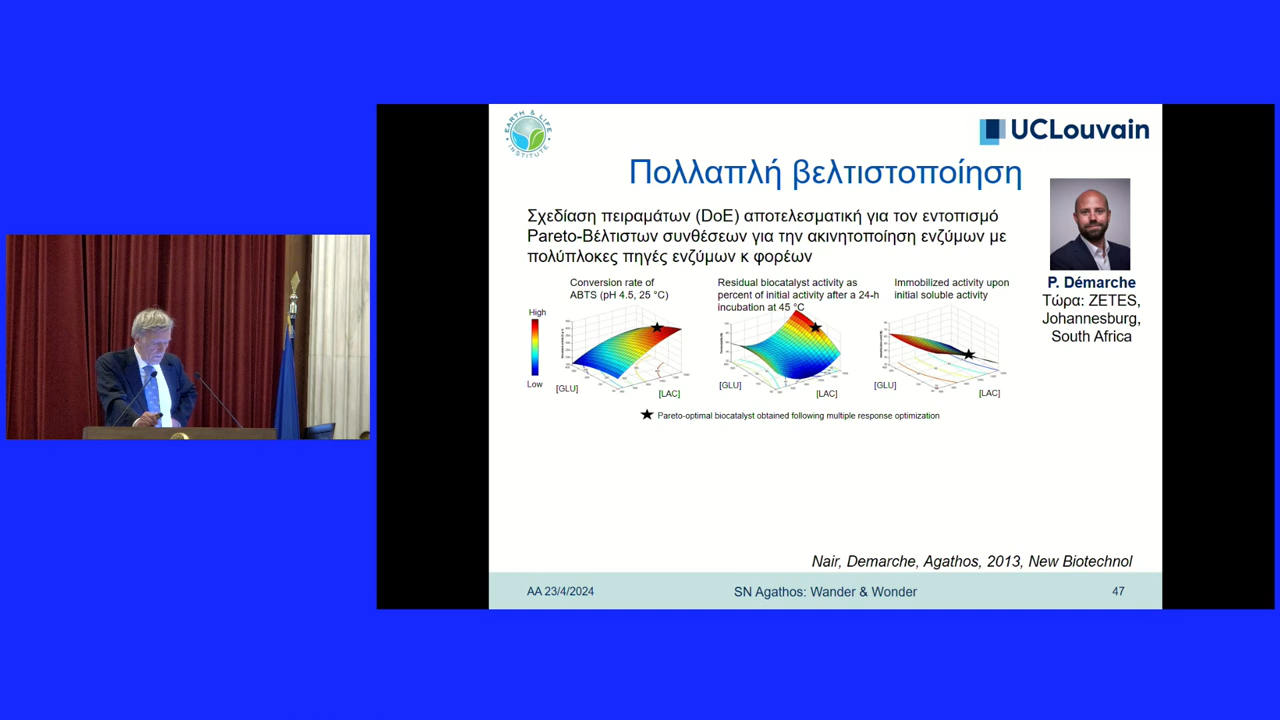 EARTH & LIFE
INSTITUTE
UCLouvain
Πολλαπλή βελτιστοποίηση
Σχεδίαση πειραμάτων (DoE) αποτελεσματική για τον εντοπισμό
Pareto-Βέλτιστων συνθέσεων για την ακινητοποίηση ενζύμων με
πολύπλοκες πηγές ενζύμων κ φορέων
P. Démarche
Τώρα: ZETES,
Johannesburg,
South Africa
Conversion rate of
ABTS (pH 4.5, 25 °C)
Residual biocatalyst activity as
percent of initial activity after a 24-h
incubation at 45 °C
Immobilized activity upon
initial soluble activity
High
Low
[GLU]
[LAC]
[GLU]
[LAC]
[GLU]
[LAC]
Pareto-optimal biocatalyst obtained following multiple response optimization
Nair, Demarche, Agathos, 2013, New Biotechnol
AA 23/4/2024
SN Agathos: Wander & Wonder
47